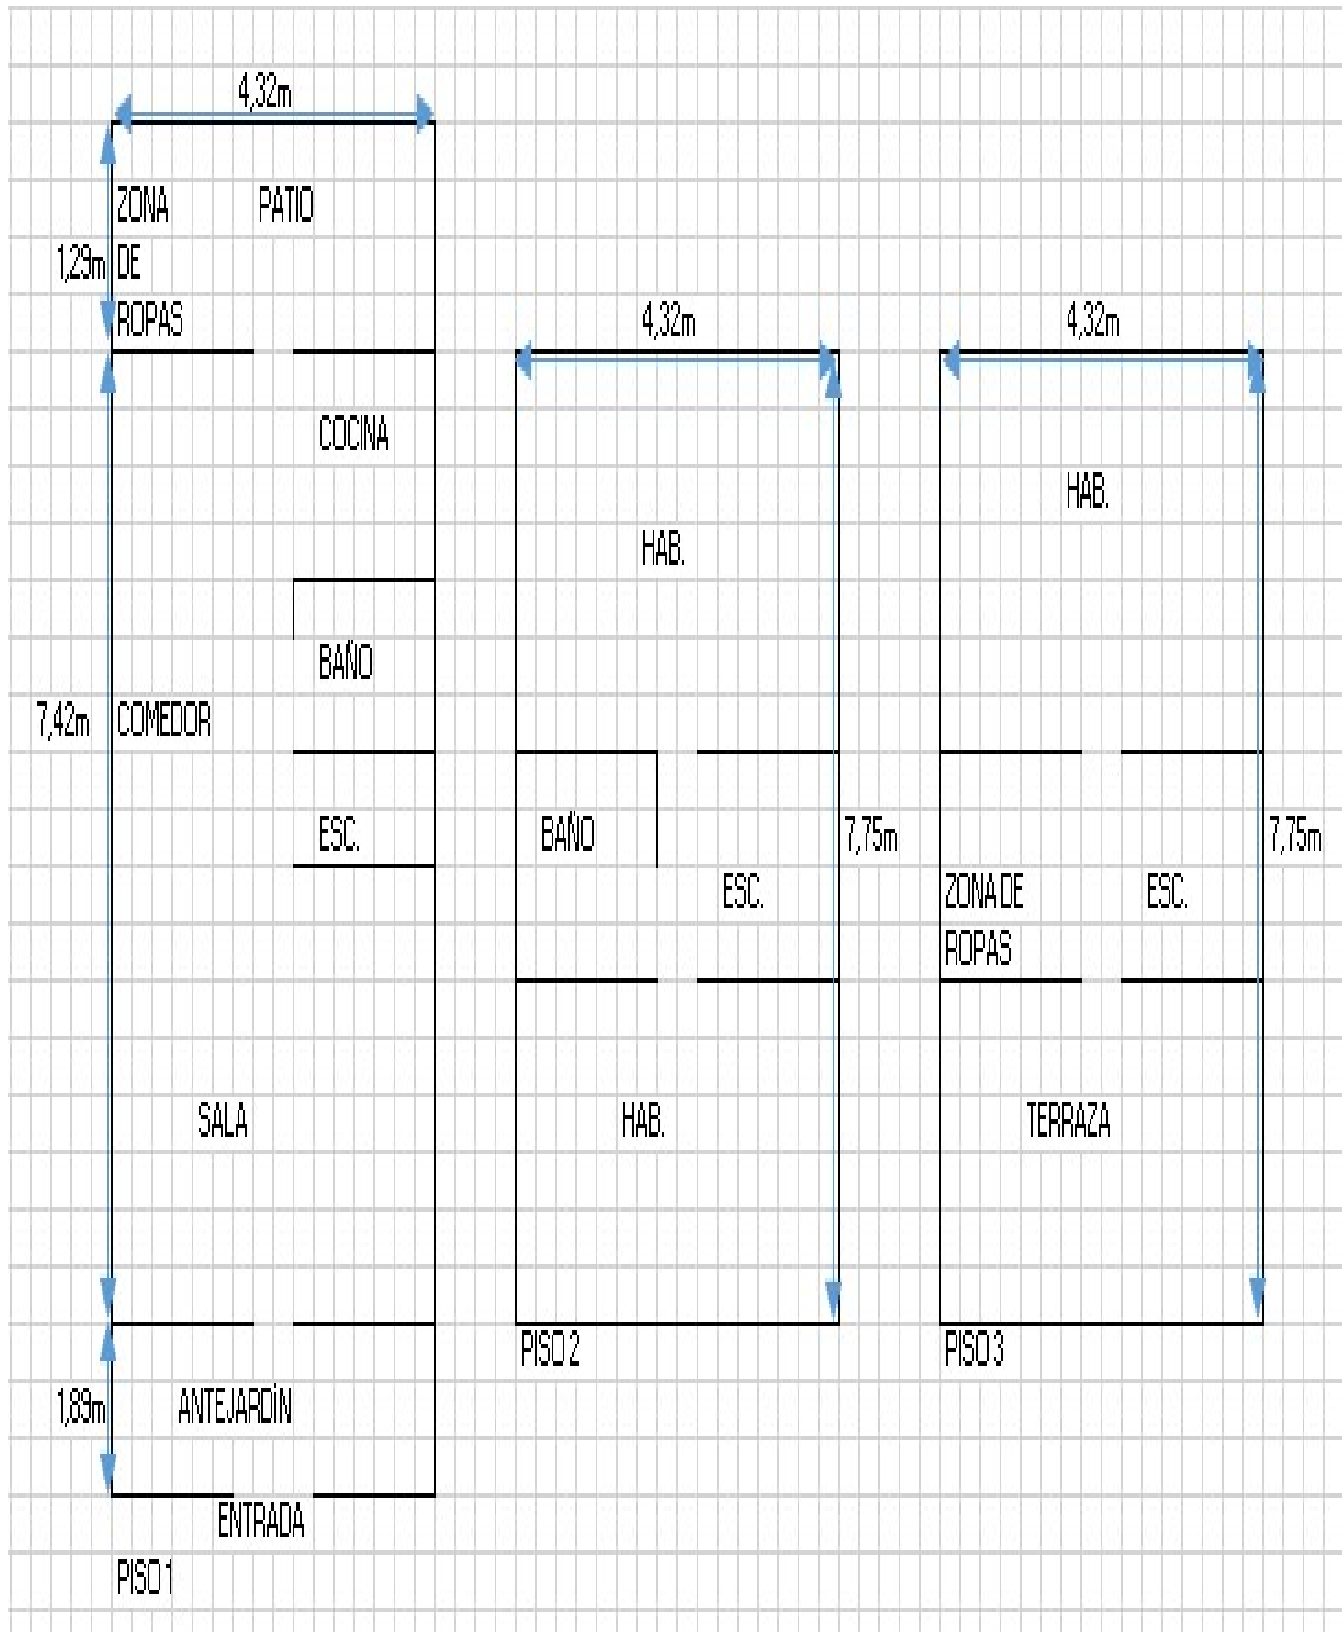 4,32m
ZONA PATIO
1,29m DE
ROPAS
COCINA
BAÑO
7,42m COMEDOR
ESC.
SALA
1,89m ANTEJARDÍN
ENTRADA
PISO 1
4,32m
HAB.
BAÑO
7,75m
ESC.
HAB.
PISO 2
4,32m
HAB.
7,75m
ZONA DE ESC.
ROPAS
TERRAZA
PISO 3